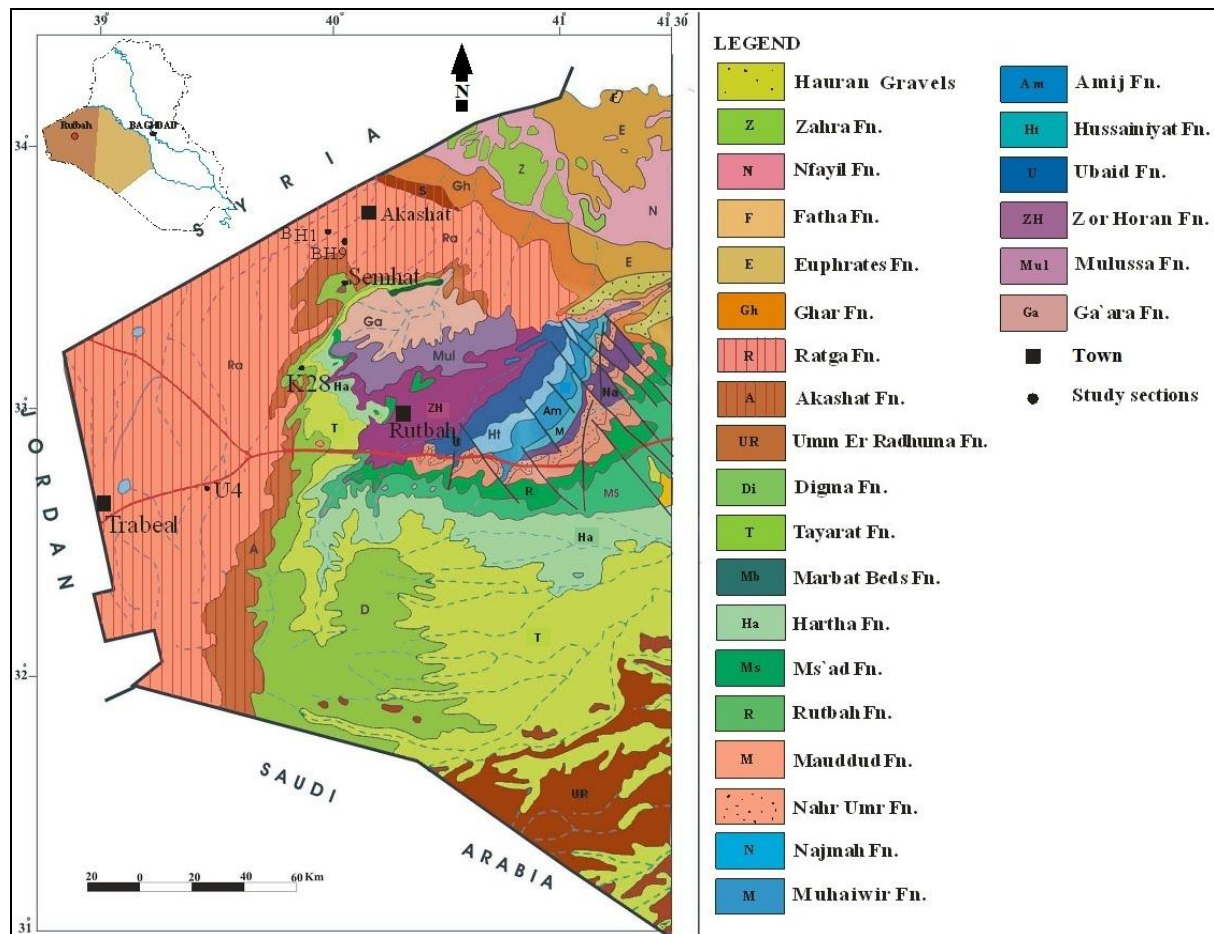 39°
40°
41°
41 30'
34°
33°
32°
31°
Rutbah
BAGHDAD
N
SYRIA
JORDAN
SAUDI
ARABIA
E
E
Z
N
Gh
S
Akashat
Ra
BH1
BH9
Semhat
E
Ga
Mul
Ra
K28
Ha
ZH
Rutbah
Am
Ht
M
Na
U
T
R
MS
U4
Trabeal
A
Ha
D
T
UR
20 0 20 40 60 Km
LEGEND
Hauran Gravels
Z Zahra Fn.
N Nfayil Fn.
F Fatha Fn.
E Euphrates Fn.
Gh Ghar Fn.
R Ratga Fn.
A Akashat Fn.
UR Umm Er Radhuma Fn.
Di Digma Fn.
T Tayarat Fn.
Mb Marbat Beds Fn.
Ha Hartha Fn.
Ms Ms`ad Fn.
R Rutbah Fn.
M Mauddud Fn.
Nahr Umr Fn.
N Najmah Fn.
M Muhaiwir Fn.
Am Amij Fn.
Ht Hussainiyat Fn.
U Ubaid Fn.
ZH Zor Horan Fn.
Mul Mulussa Fn.
Ga Ga`ara Fn.
Town
Study sections